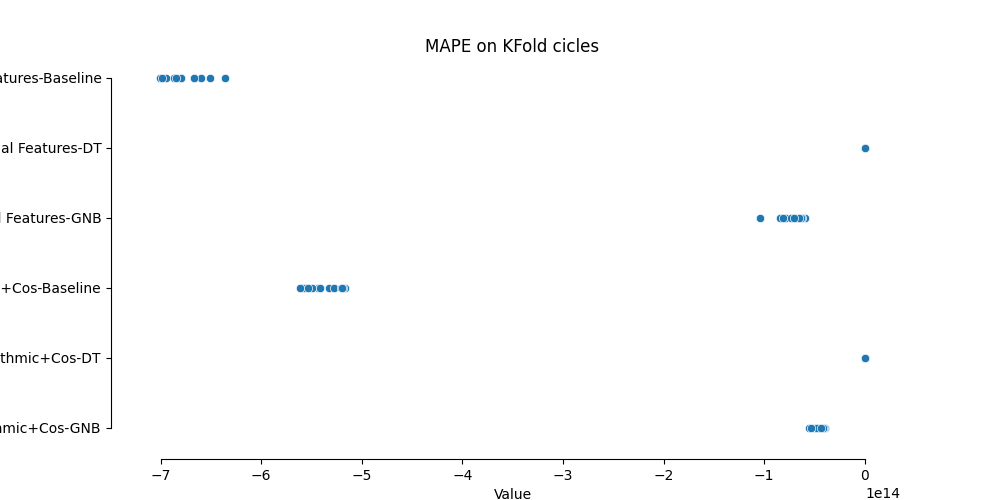 MAPE on KFold cicles
atures-Baseline
al Features-DT
l Features-GNB
+Cos-Baseline
thmic+Cos-DT
mic+Cos-GNB
−7 −6 −5 −4 −3 −2 −1 0
1e14
Value